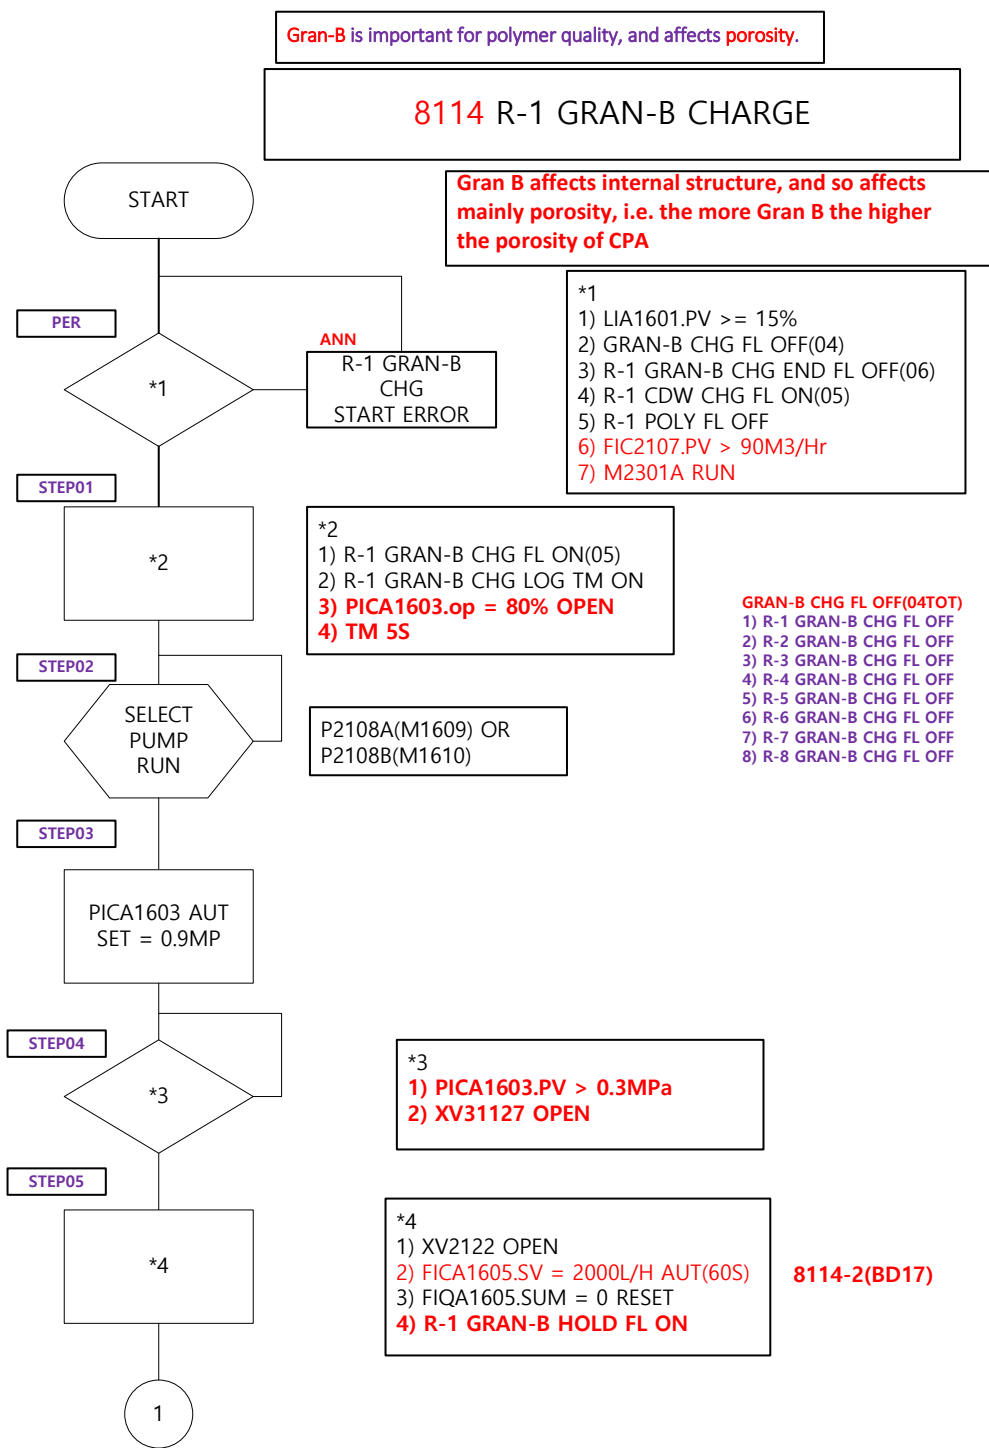 Gran-B is important for polymer quality, and affects porosity.
8114 R-1 GRAN-B CHARGE
START
Gran B affects internal structure, and so affects
mainly porosity, i.e. the more Gran B the higher
the porosity of CPA
PER
*1
ANN
R-1 GRAN-B
CHG
START ERROR
*1
1) LIA1601.PV >= 15%
2) GRAN-B CHG FL OFF(04)
3) R-1 GRAN-B CHG END FL OFF(06)
4) R-1 CDW CHG FL ON(05)
5) R-1 POLY FL OFF
6) FIC2107.PV > 90M3/Hr
7) M2301A RUN
STEP01
*2
*2
1) R-1 GRAN-B CHG FL ON(05)
2) R-1 GRAN-B CHG LOG TM ON
3) PICA1603.op = 80% OPEN
4) TM 5S
GRAN-B CHG FL OFF(04TOT)
1) R-1 GRAN-B CHG FL OFF
2) R-2 GRAN-B CHG FL OFF
3) R-3 GRAN-B CHG FL OFF
4) R-4 GRAN-B CHG FL OFF
5) R-5 GRAN-B CHG FL OFF
6) R-6 GRAN-B CHG FL OFF
7) R-7 GRAN-B CHG FL OFF
8) R-8 GRAN-B CHG FL OFF
STEP02
SELECT
PUMP
RUN
P2108A(M1609) OR
P2108B(M1610)
STEP03
PICA1603 AUT
SET = 0.9MP
STEP04
*3
*3
1) PICA1603.PV > 0.3MPa
2) XV31127 OPEN
STEP05
*4
*4
1) XV2122 OPEN
2) FICA1605.SV = 2000L/H AUT(60S)
3) FIQA1605.SUM = 0 RESET
4) R-1 GRAN-B HOLD FL ON
8114-2(BD17)
1